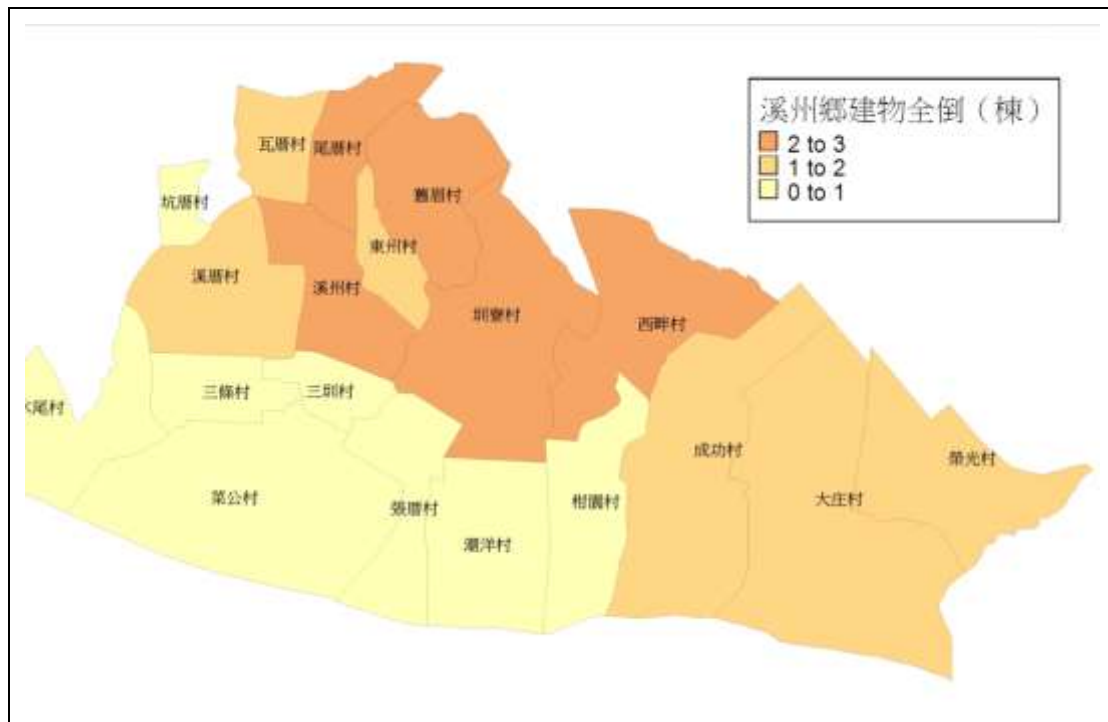 溪州鄉建物全倒（棟）
2 to 3
1 to 2
0 to 1
瓦厝村
尾厝村
坑厝村
舊眉村
東州村
溪厝村
溪州村
圳寮村
西畔村
三條村
三圳村
水尾村
成功村
榮光村
菜公村
張厝村
柑園村
大庄村
潮洋村